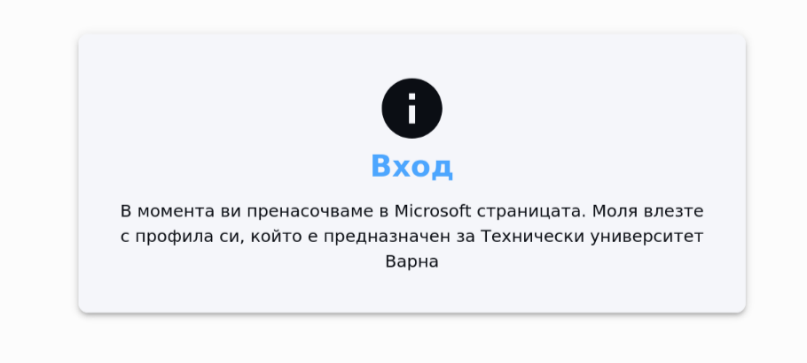 Вход
В момента ви пренасочваме в Microsoft страницата. Моля влезте
с профила си, който е предназначен за Технически университет
Варна